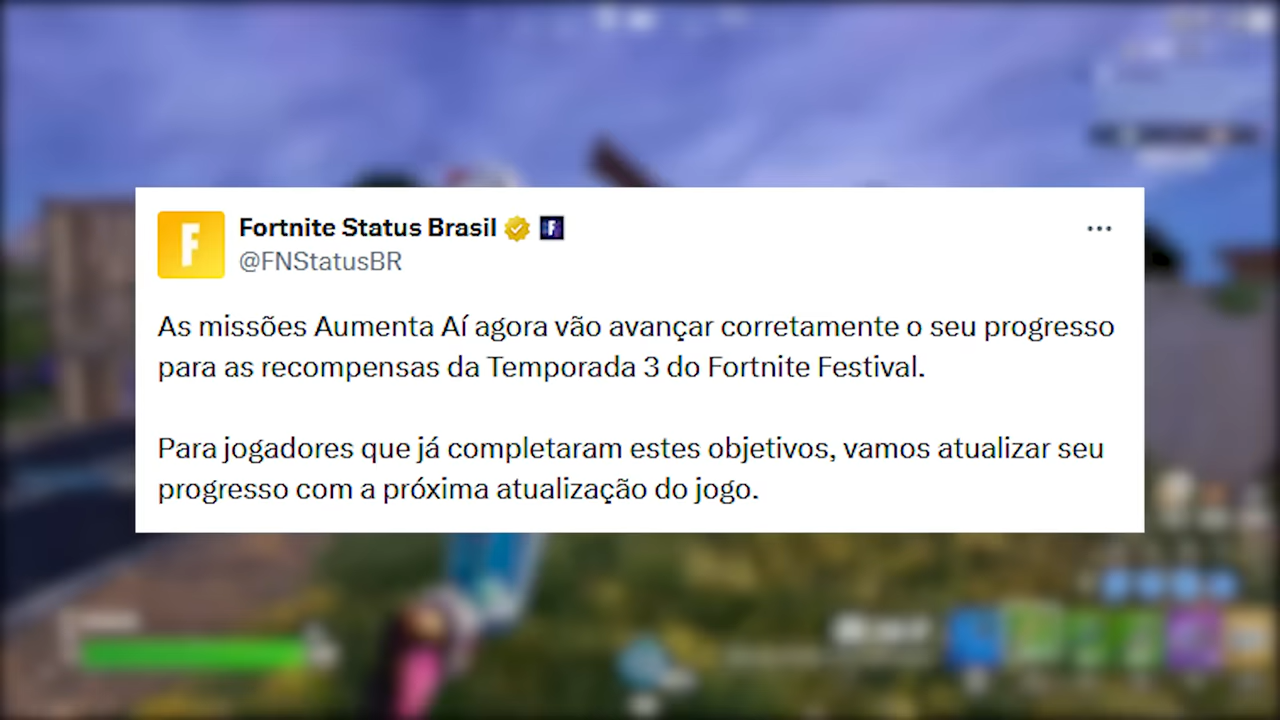 Fortnite Status Brasil
@FNStatusBR
As missões Aumenta Aí agora vão avançar corretamente o seu progresso
para as recompensas da Temporada 3 do Fortnite Festival.
Para jogadores que já completaram estes objetivos, vamos atualizar seu
progresso com a próxima atualização do jogo.